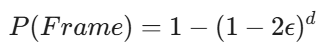 P(Frame) = 1 − (1 − 2ϵ)^d